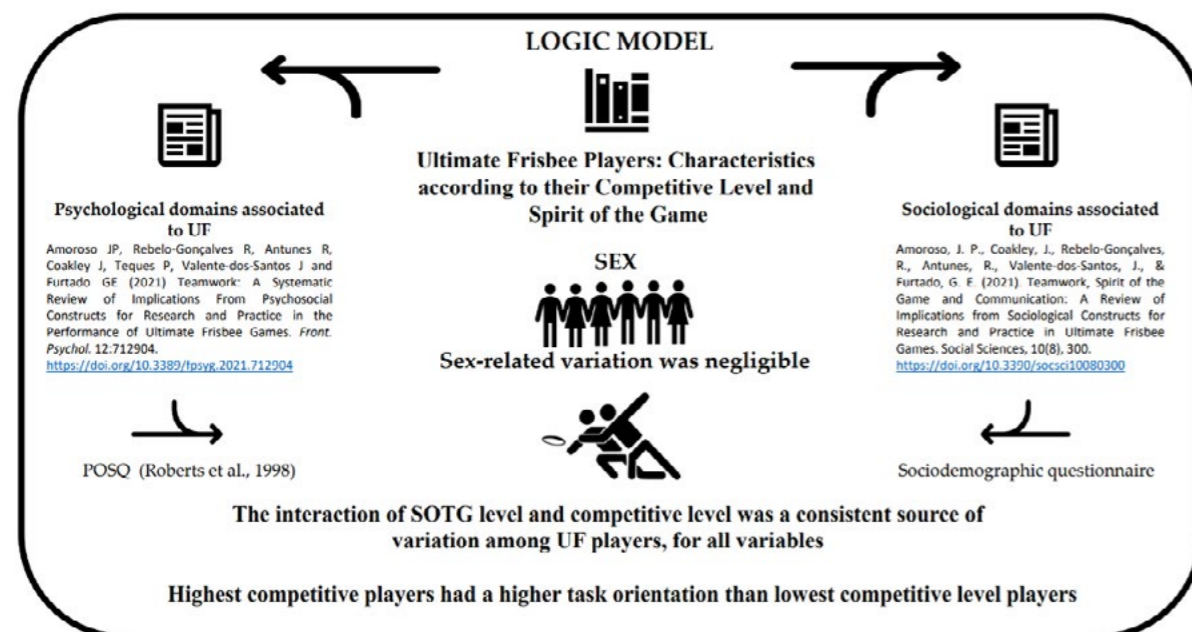 LOGIC MODEL
Ultimate Frisbee Players: Characteristics
according to their Competitive Level and
Spirit of the Game
Psychological domains associated
to UF
Amoroso JP, Rebelo-Gonçalves R, Antunes R,
Coakley J, Teques P, Valente-dos-Santos J and
Furtado GE (2021) Teamwork: A Systematic
Review of Implications From Psychosocial
Constructs for Research and Practice in the
Performance of Ultimate Frisbee Games. Front.
Psychol. 12:712904.
https://doi.org/10.3389/fpsyg.2021.712904
POSQ (Roberts et al., 1998)
SEX
Sex-related variation was negligible
Sociological domains associated
to UF
Amoroso, J. P., Coakley, J., Rebelo-Gonçalves,
R., Antunes, R., Valente-dos-Santos, J., &
Furtado, G. E. (2021). Teamwork, Spirit of the
Game and Communication: A Review of
Implications from Sociological Constructs for
Research and Practice in Ultimate Frisbee
Games. Social Sciences, 10(8), 300.
https://doi.org/10.3390/socsci10080300
Sociodemographic questionnaire
The interaction of SOTG level and competitive level was a consistent source of
variation among UF players, for all variables
Highest competitive players had a higher task orientation than lowest competitive level players